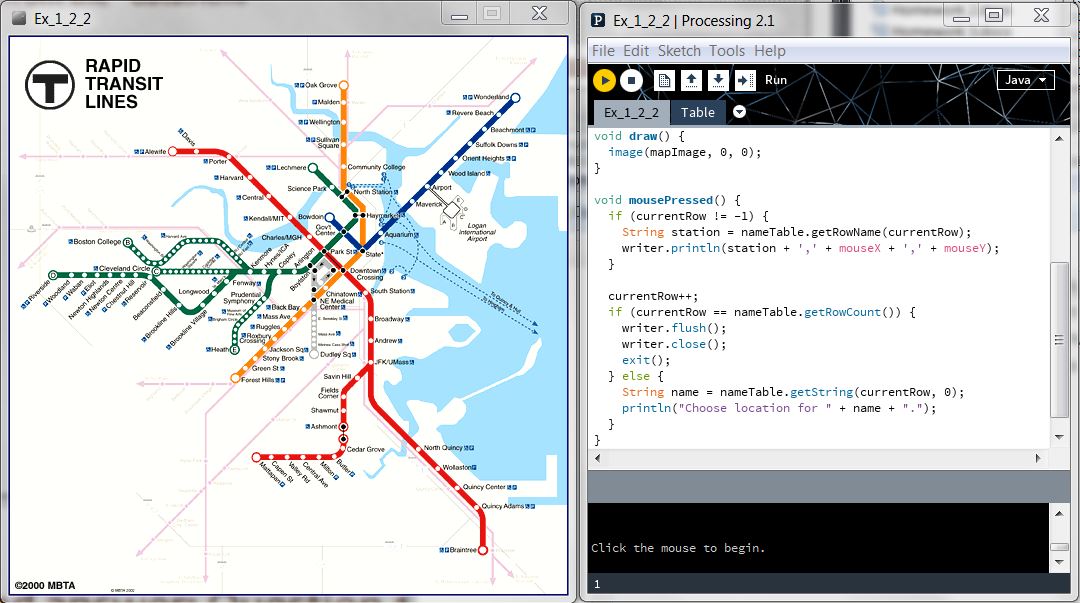 Ex_1_2_2
RAPID
TRANSIT
LINES
T
Oak Grove
Malden
Wellington
Sullivan
Square
Community College
Wonderland
Revere Beach
Beachmont
Suffolk Downs
Orient Heights
Wood Island
Airport
Maverick
Aquarium
Logan
International
Airport
Davis
Alewife
Porter
Harvard
Central
Kendall/MIT
Charles/MGH
Lechmere
Science Park
North Station
Haymarket
Bowdoin
Govt
Center
Park St
State
Downtown
Crossing
South Station
Broadway
Andrew
JFK/UMass
Savin Hill
Fields
Corner
Shawmut
Ashmont
Cedar Grove
Butler
Milton
Central Ave
Valley Rd
Capen St
Mattapan
North Quincy
Wollaston
Quincy Center
Quincy Adams
Braintree
Boston College
B
Cleveland Circle
C
Riverside
D
Woodland
Waban
Eliot
Newton Highlands
Newton Centre
Chestnut Hill
Reservoir
Beaconsfield
Brookline Hills
Brookline Village
Longwood
Fenway
Kenmore
Hynes/ICA
Copley
Arlington
Boylston
Prudential
Symphony
Heath
E
Chinatown
NE Medical
Center
Back Bay
Mass Ave
Ruggles
Roxbury
Crossing
Jackson Sq
Stony Brook
Green St
Forest Hills
Dudley Sq
©2000 MBTA
© MBTA 2002
Ex_1_2_2 | Processing 2.1
File Edit Sketch Tools Help
Run
Java
Ex_1_2_2 Table
void draw() {
image(mapImage, 0, 0);
}
void mousePressed() {
if (currentRow != -1) {
String station = nameTable.getRowName(currentRow);
writer.println(station + ',' + mouseX + ',' + mouseY);
}
currentRow++;
if (currentRow == nameTable.getRowCount()) {
writer.flush();
writer.close();
exit();
} else {
String name = nameTable.getString(currentRow, 0);
println("Choose location for " + name + ".");
}
}
Click the mouse to begin.
1